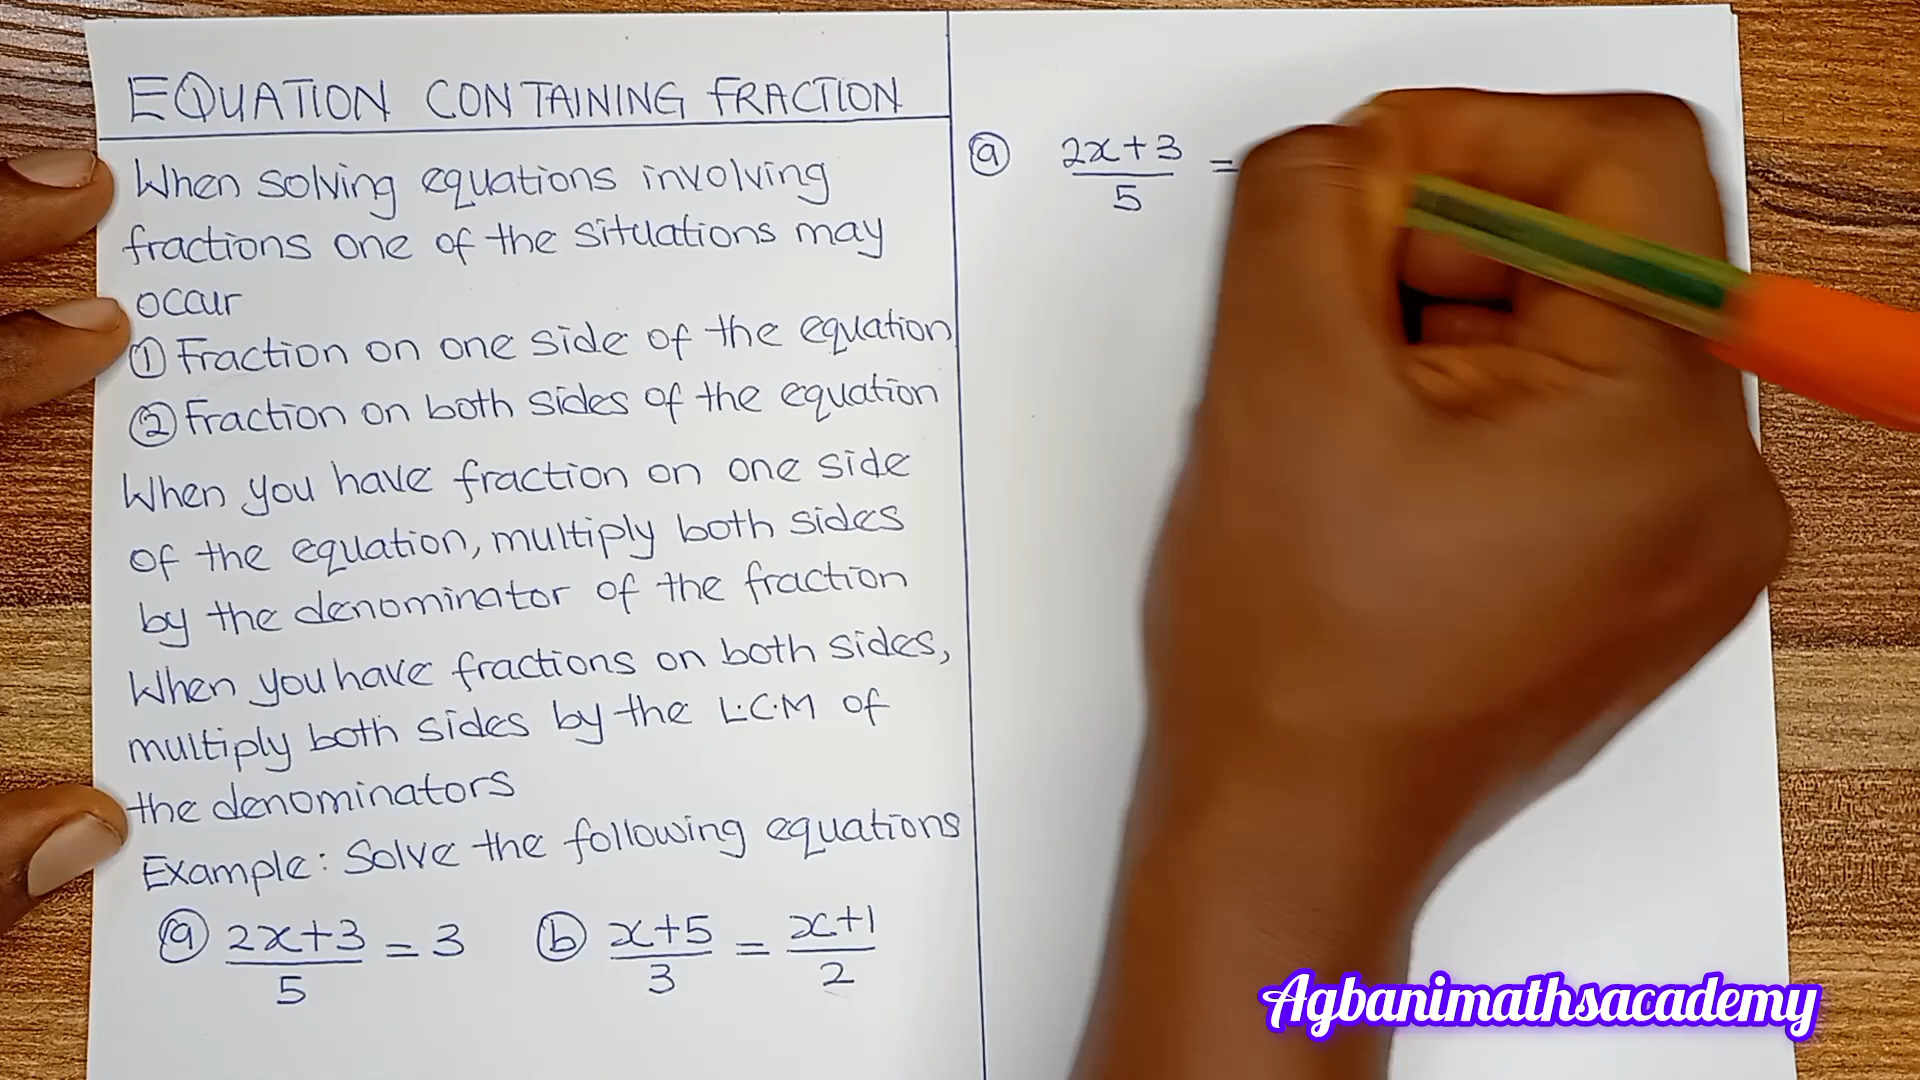 EQUATION CONTAINING FRACTION
When solving equations involving
fractions one of the situations may
occur
① Fraction on one side of the equation
② Fraction on both sides of the equation
When you have fraction on one side
of the equation, multiply both sides
by the denominator of the fraction
When you have fractions on both sides,
multiply both sides by the L.C.M of
the denominators
Example: Solve the following equations
ⓐ (2x+3)/5 = 3 ⓑ (x+5)/3 = (x+1)/2
ⓐ (2x+3)/5 =
Agbanimathsacademy